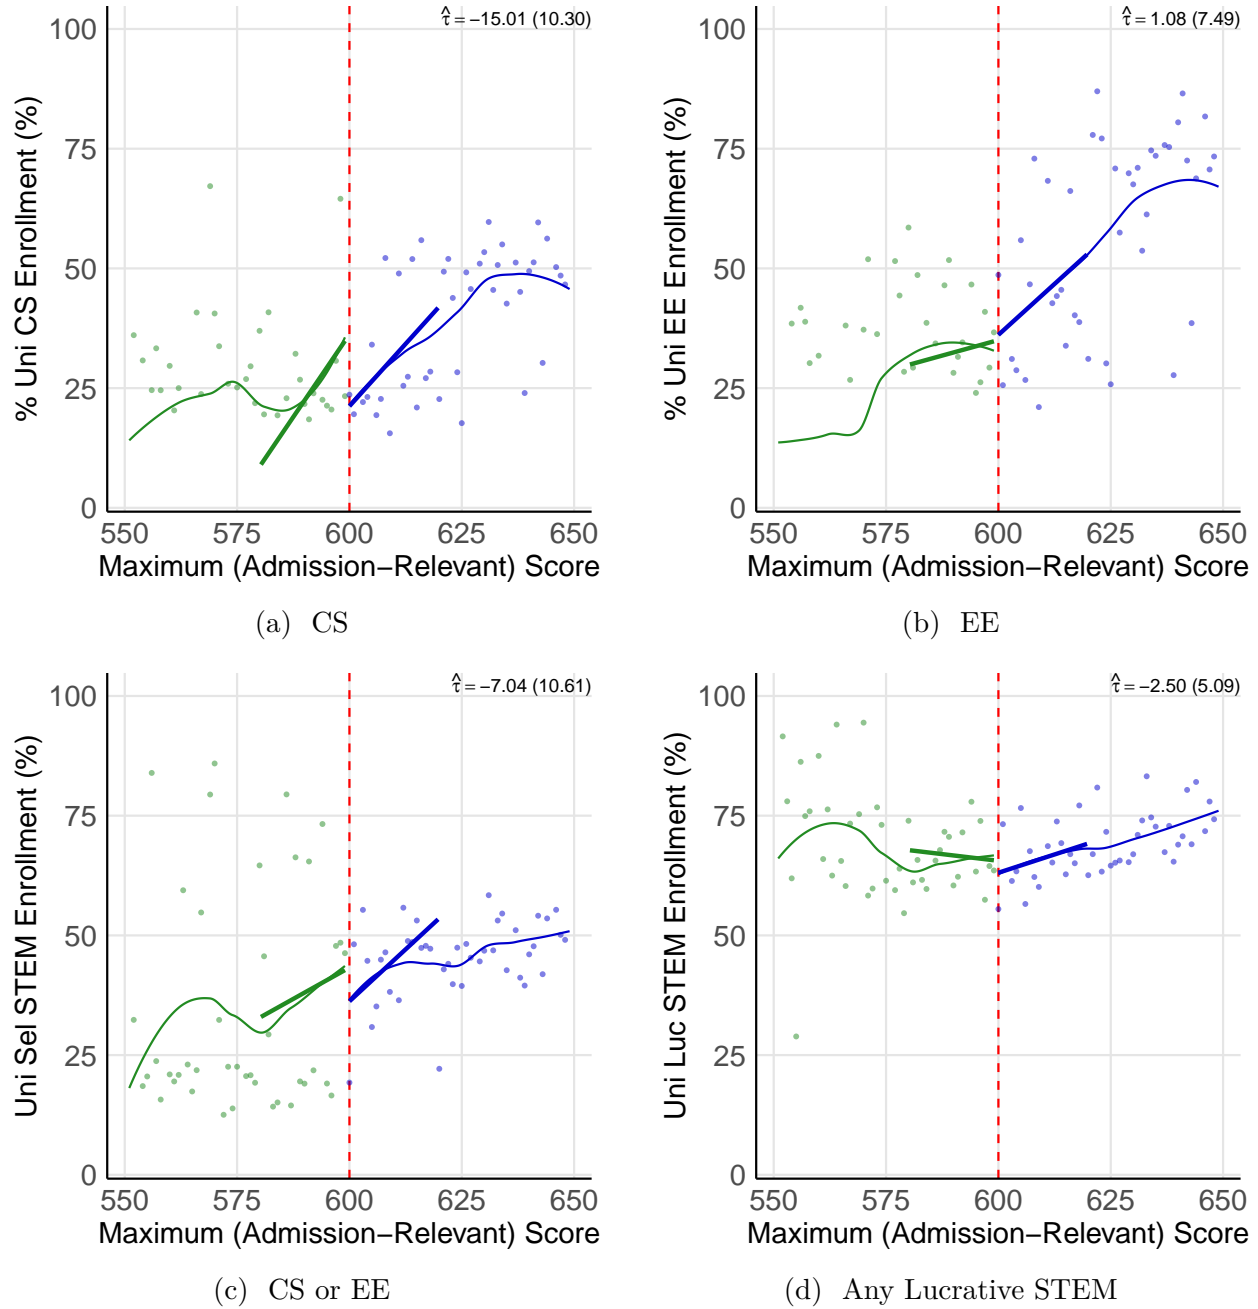 τ̂ = −15.01 (10.30)
% Uni CS Enrollment (%)
100
75
50
25
0
550 575 600 625 650
Maximum (Admission−Relevant) Score
(a) CS
τ̂ = 1.08 (7.49)
% Uni EE Enrollment (%)
100
75
50
25
0
550 575 600 625 650
Maximum (Admission−Relevant) Score
(b) EE
τ̂ = −7.04 (10.61)
Uni Sel STEM Enrollment (%)
100
75
50
25
0
550 575 600 625 650
Maximum (Admission−Relevant) Score
(c) CS or EE
τ̂ = −2.50 (5.09)
Uni Luc STEM Enrollment (%)
100
75
50
25
0
550 575 600 625 650
Maximum (Admission−Relevant) Score
(d) Any Lucrative STEM